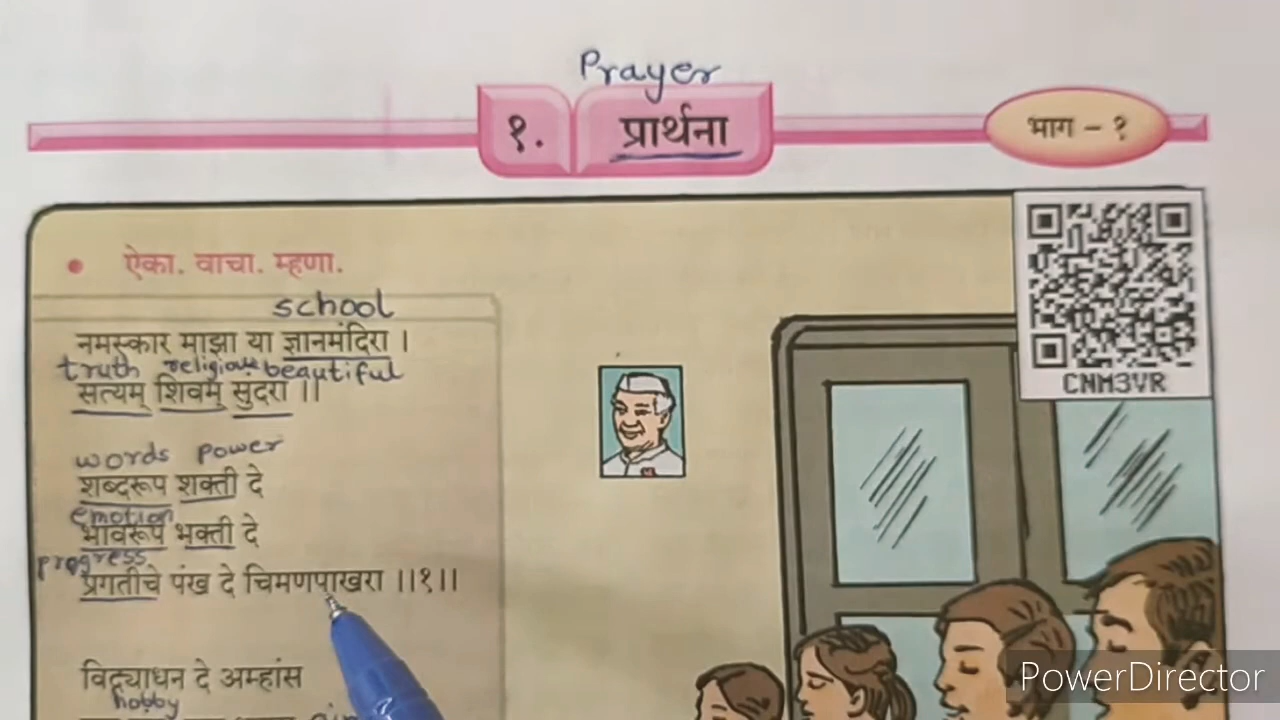 Prayer
१. प्रार्थना
भाग - १
• ऐका. वाचा. म्हणा.
school
नमस्कार माझा या ज्ञानमंदिरा ।
truth religious beautiful
सत्यम् शिवम् सुंदरा ।।
words power
शब्दरूप शक्ती दे
emotion
भावरूप भक्ती दे
progress
प्रगतीचे पंख दे चिमणपाखरा ।।१।।
विद्याधन दे अम्हांस
hobby
CNM3VR
PowerDirector